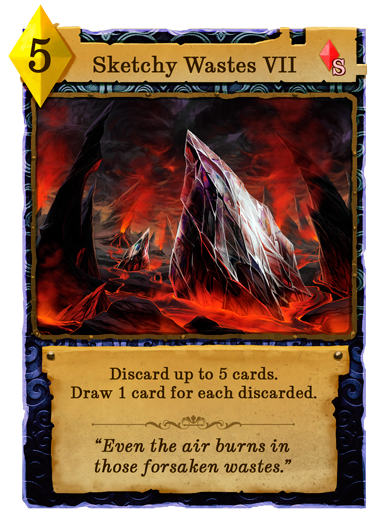 5
Sketchy Wastes VII
S
Discard up to 5 cards.
Draw 1 card for each discarded.
“Even the air burns in
those forsaken wastes.”